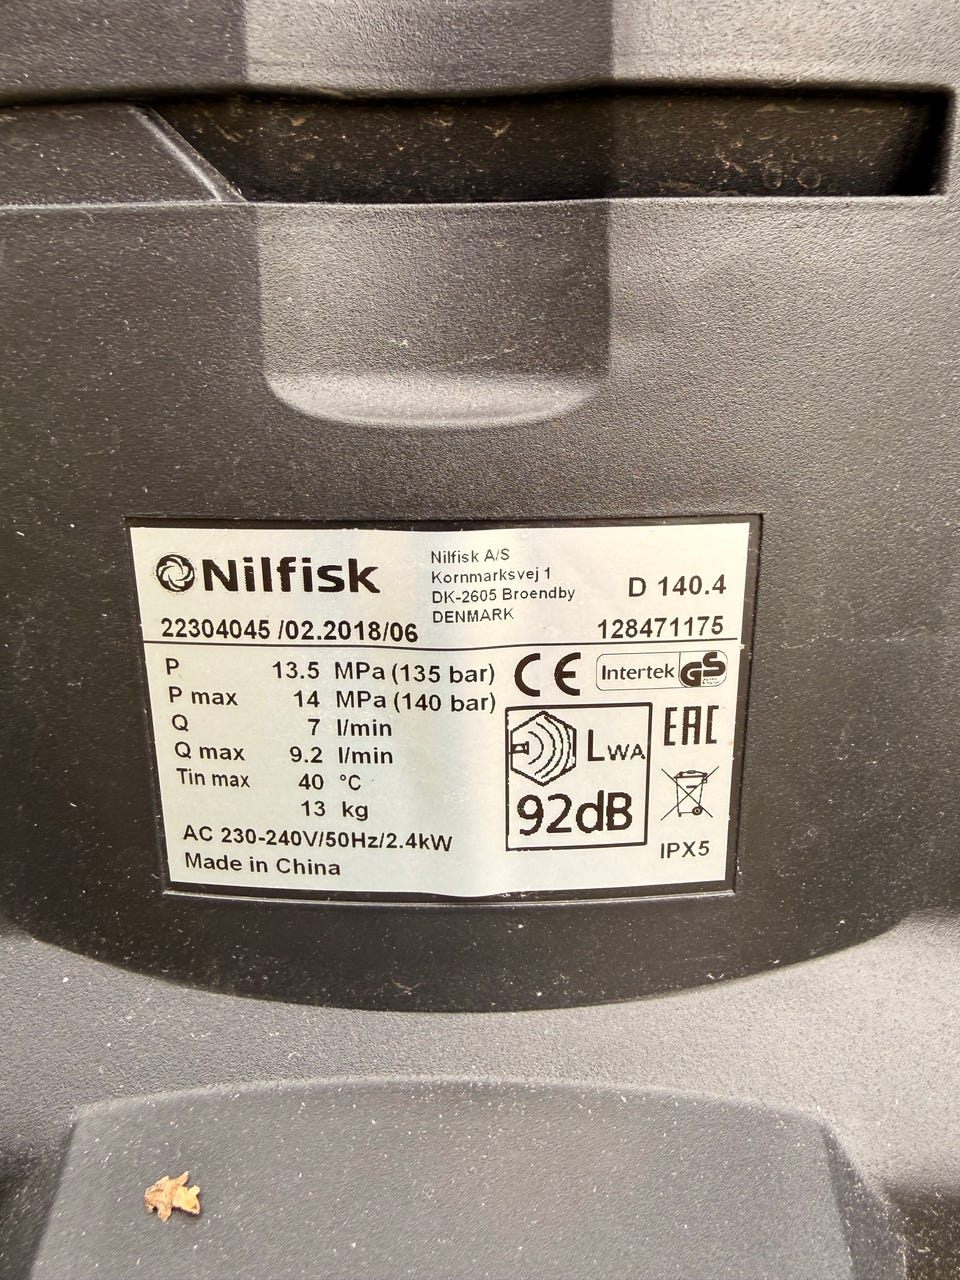 Nilfisk
Nilfisk A/S
Kornmarksvej 1
DK-2605 Broendby
DENMARK
D 140.4
22304045 /02.2018/06
128471175
P 13.5 MPa (135 bar)
P max 14 MPa (140 bar)
Q 7 l/min
Q max 9.2 l/min
Tin max 40 °C
13 kg
AC 230-240V/50Hz/2.4kW
Made in China
CE
Intertek GS
LWA
92dB
EAC
IPX5